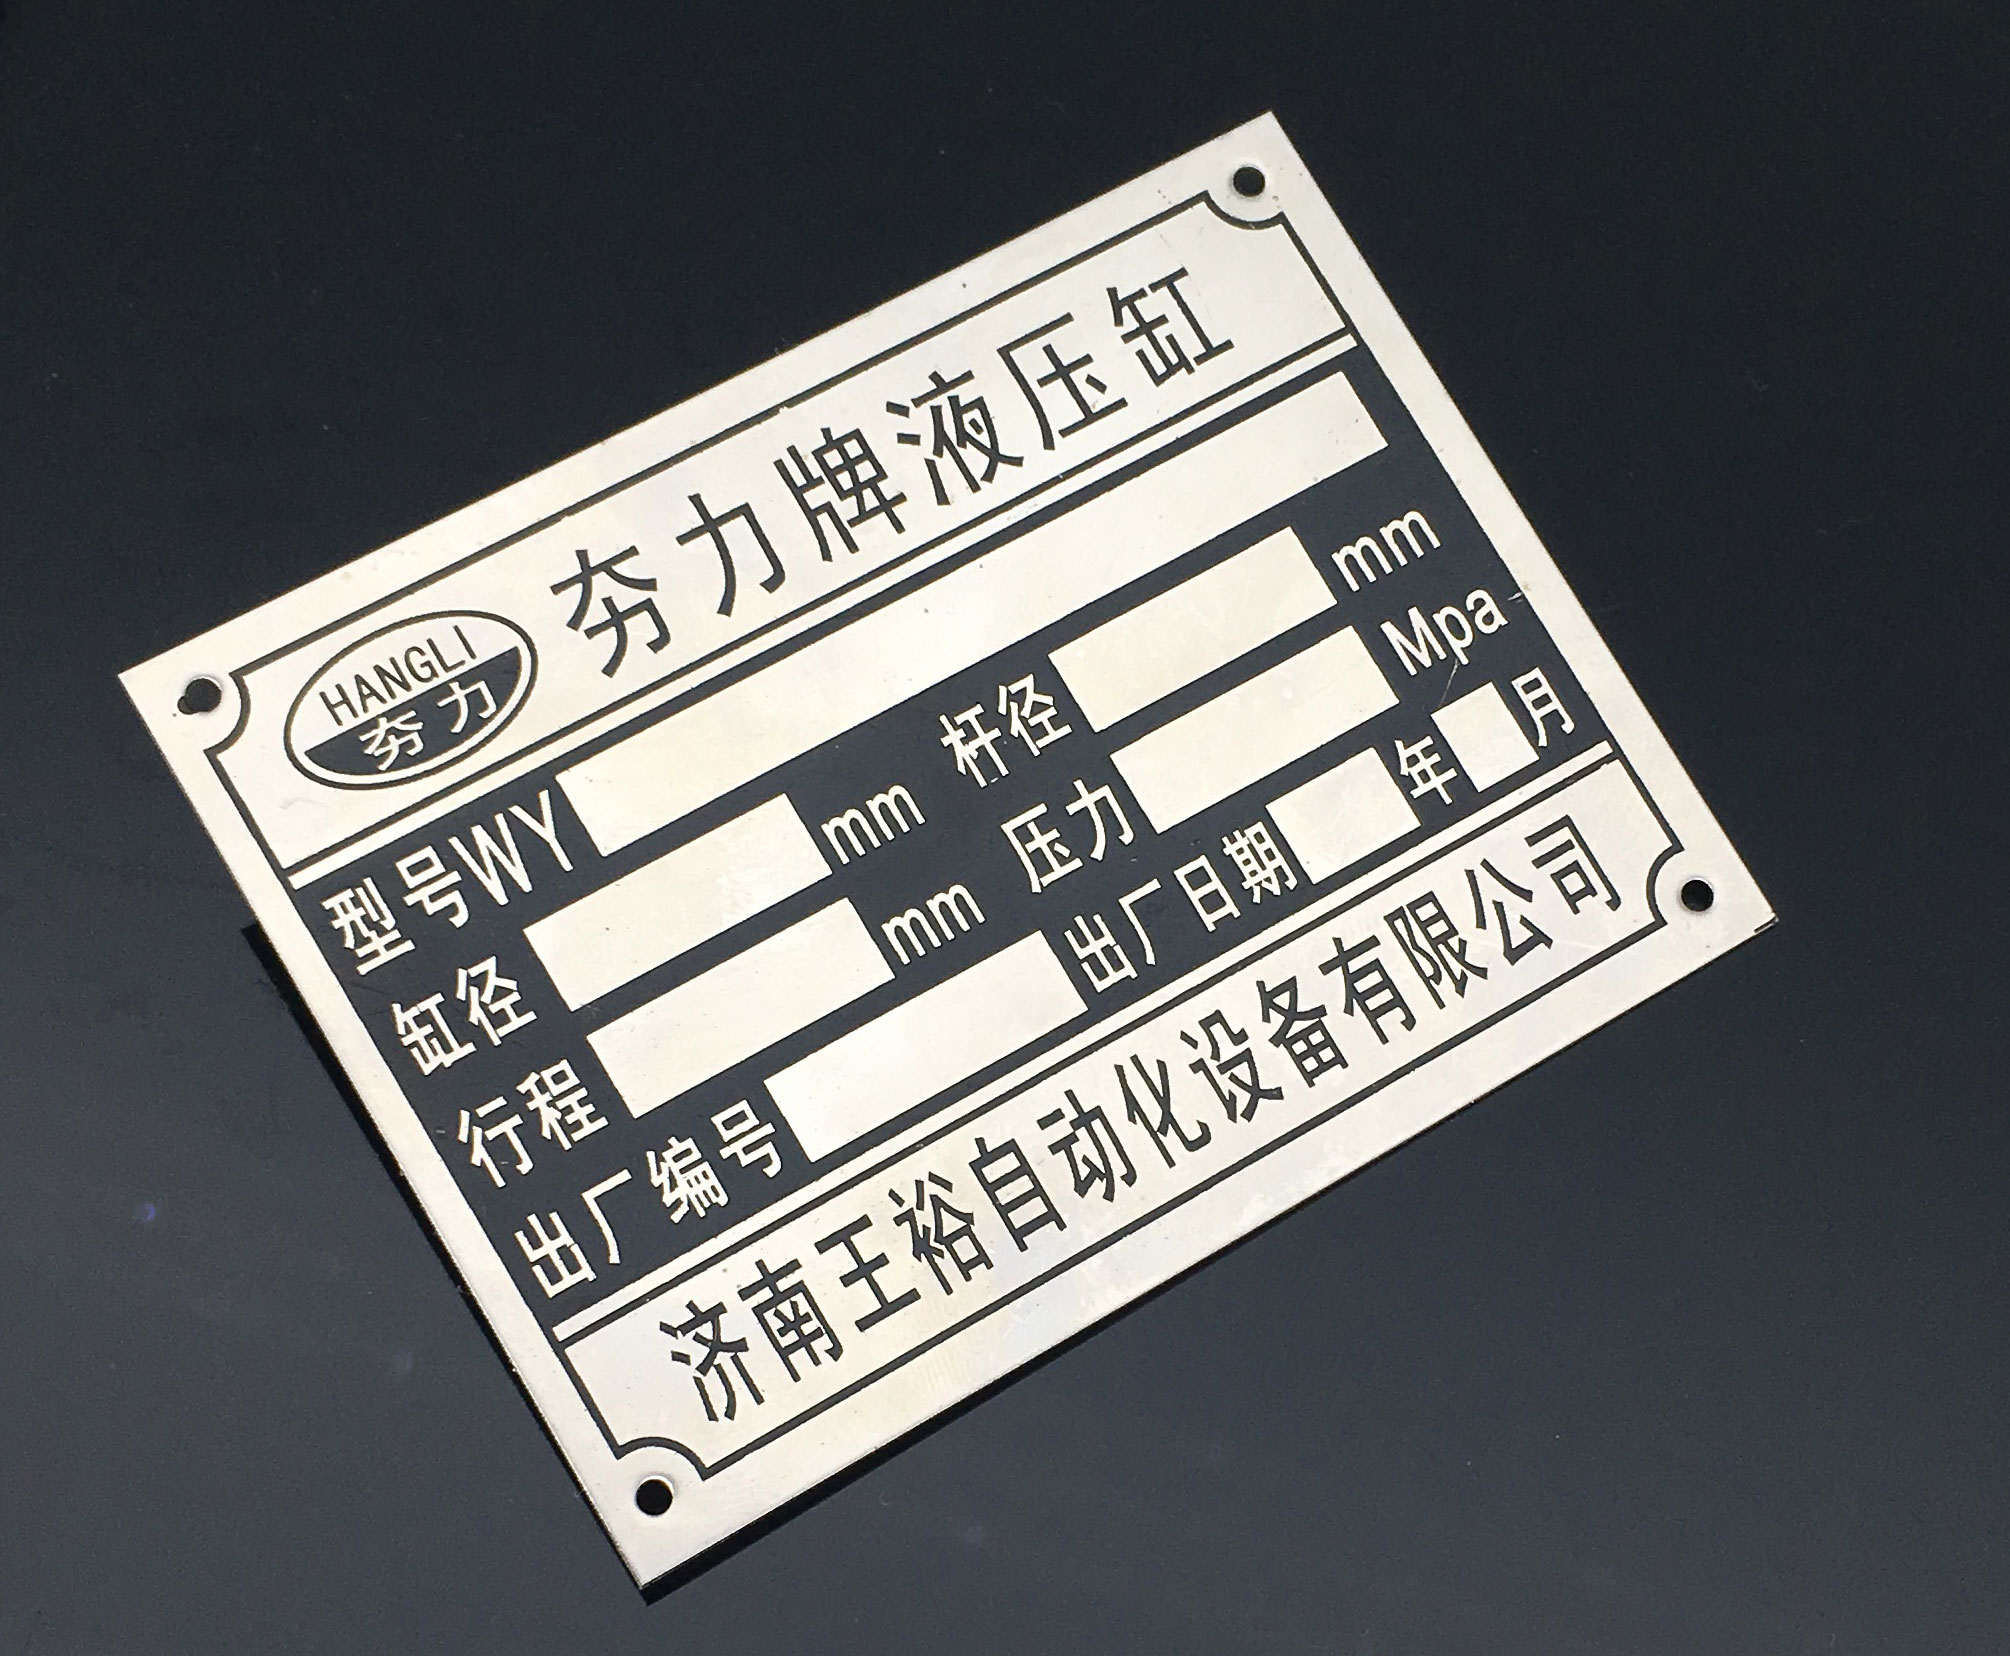 HANGLI
夯力
夯力牌液压缸
型号WY
缸径 mm 杆径 mm
行程 mm 压力 Mpa
出厂编号 出厂日期 年 月
济南王裕自动化设备有限公司